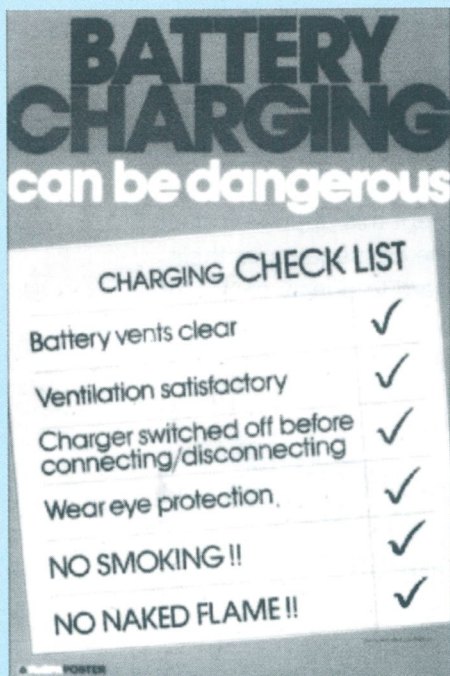 BATTERY
CHARGING
can be dangerous
CHARGING CHECK LIST
Battery vents clear
Ventilation satisfactory
Charger switched off before
connecting/disconnecting
Wear eye protection.
NO SMOKING !!
NO NAKED FLAME !!
POSTER